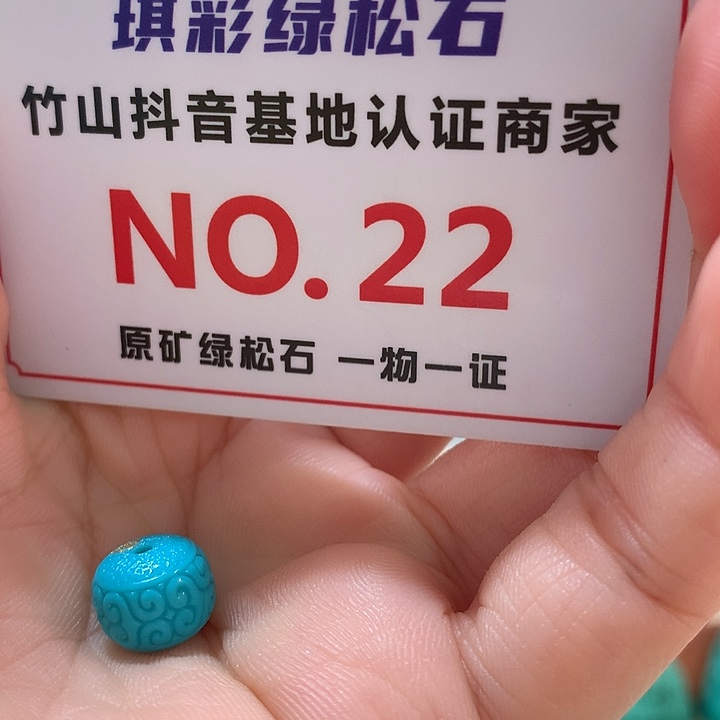 琪彩绿松石
竹山抖音基地认证商家
NO. 22
原矿绿松石 一物一证